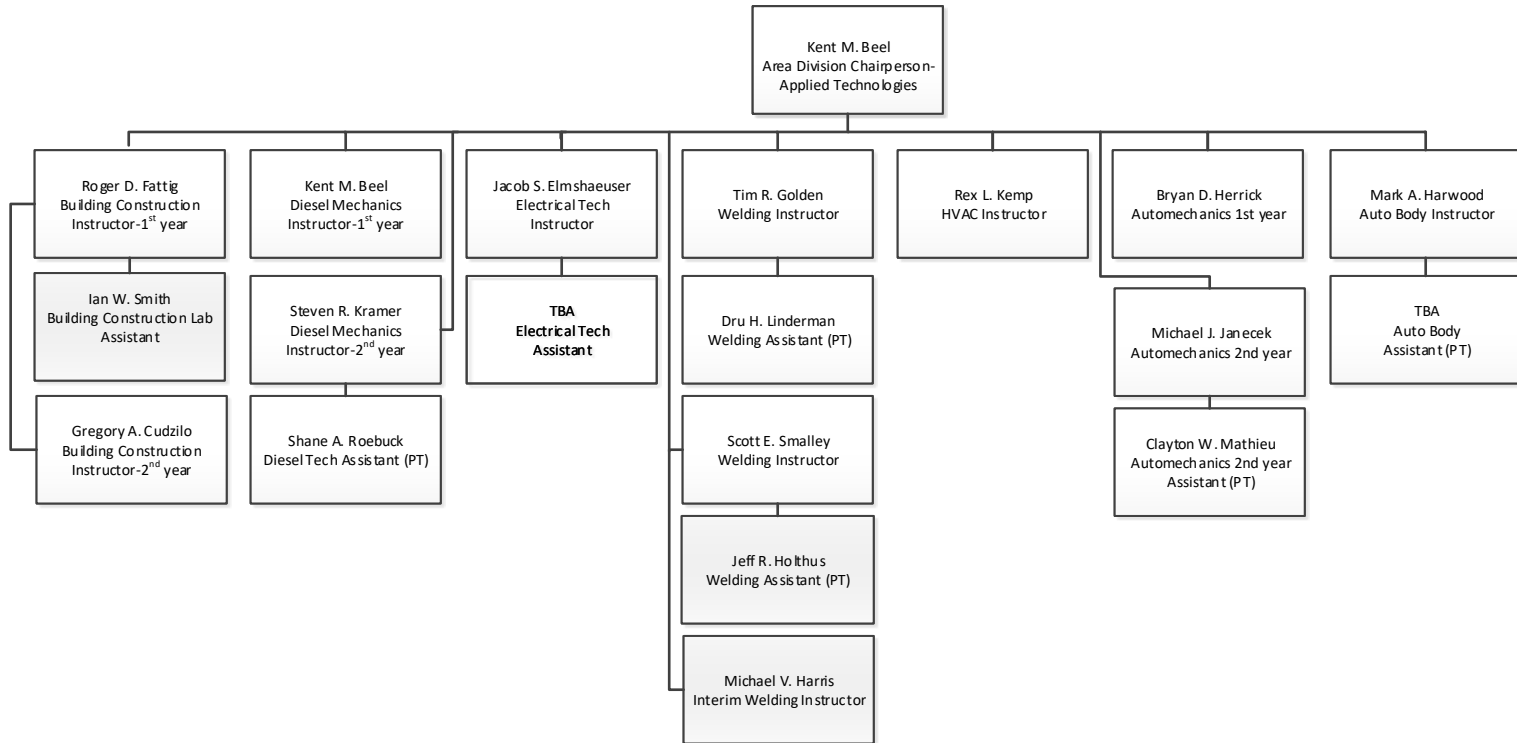 Kent M. Beel
Area Division Chairperson-
Applied Technologies
Roger D. Fattig
Building Construction
Instructor-1st year
Kent M. Beel
Diesel Mechanics
Instructor-1st year
Jacob S. Elmshaeuser
Electrical Tech
Instructor
Tim R. Golden
Welding Instructor
Rex L. Kemp
HVAC Instructor
Bryan D. Herrick
Automechanics 1st year
Mark A. Harwood
Auto Body Instructor
Ian W. Smith
Building Construction Lab
Assistant
Steven R. Kramer
Diesel Mechanics
Instructor-2nd year
TBA
Electrical Tech
Assistant
Dru H. Linderman
Welding Assistant (PT)
Michael J. Janecek
Automechanics 2nd year
TBA
Auto Body
Assistant (PT)
Gregory A. Cudzilo
Building Construction
Instructor-2nd year
Shane A. Roebuck
Diesel Tech Assistant (PT)
Scott E. Smalley
Welding Instructor
Clayton W. Mathieu
Automechanics 2nd year
Assistant (PT)
Jeff R. Holthus
Welding Assistant (PT)
Michael V. Harris
Interim Welding Instructor